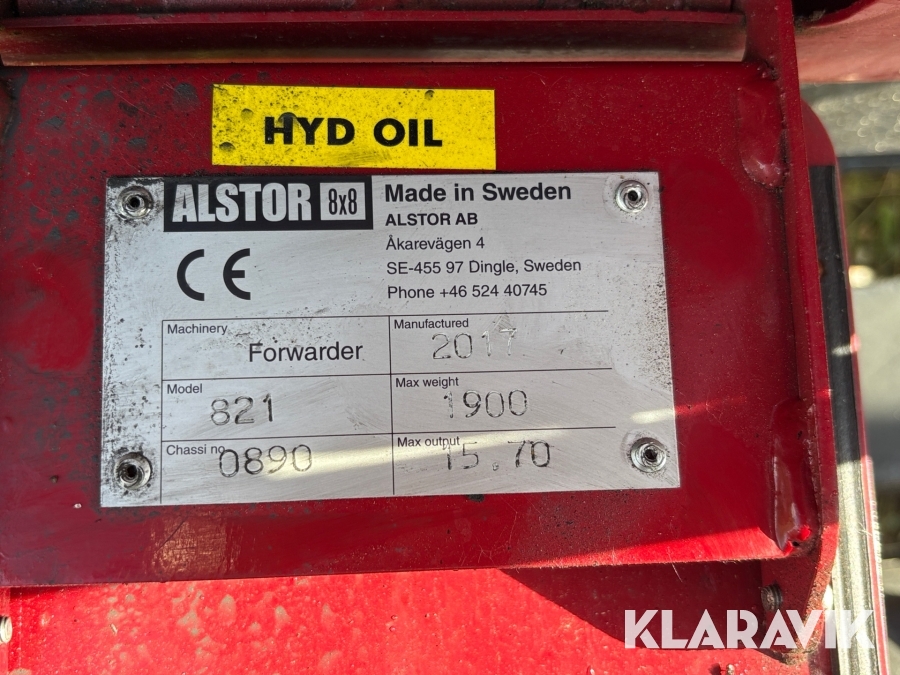 HYD OIL
ALSTOR 8x8
Made in Sweden
ALSTOR AB
Åkarevägen 4
SE-455 97 Dingle, Sweden
Phone +46 524 40745
CE
Machinery
Forwarder
Manufactured
2017
Model
821
Max weight
1900
Chassi no
0890
Max output
15.70
KLARAVIK